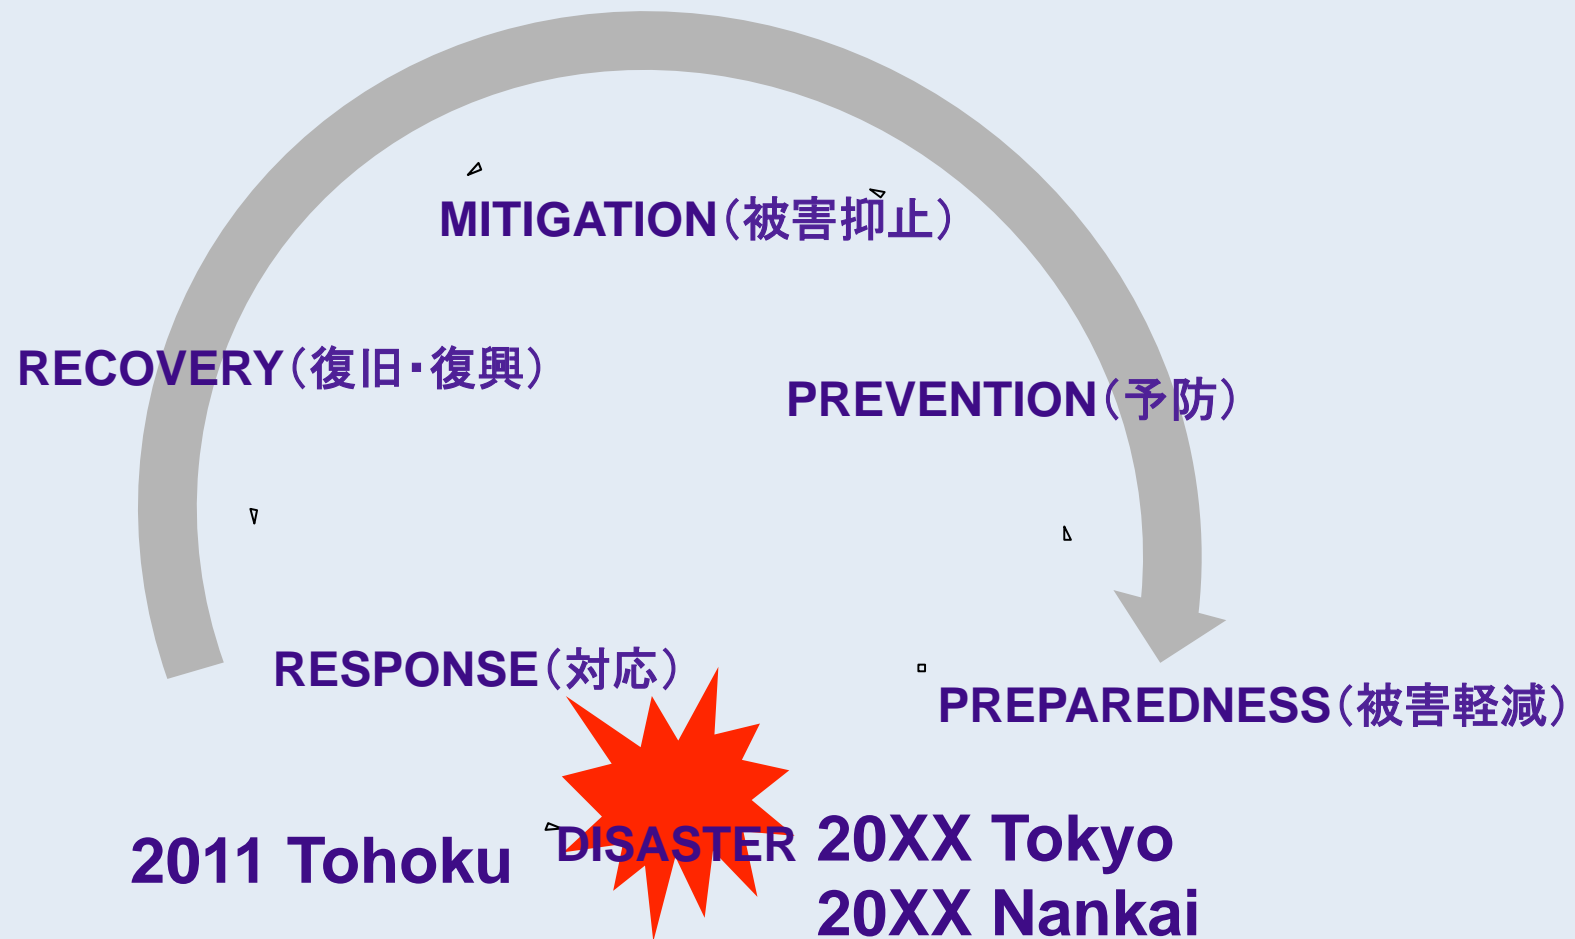 MITIGATION（被害抑止）
RECOVERY（復旧・復興）
PREVENTION（予防）
RESPONSE（対応）
PREPAREDNESS（被害軽減）
2011 Tohoku
DISASTER
20XX Tokyo
20XX Nankai